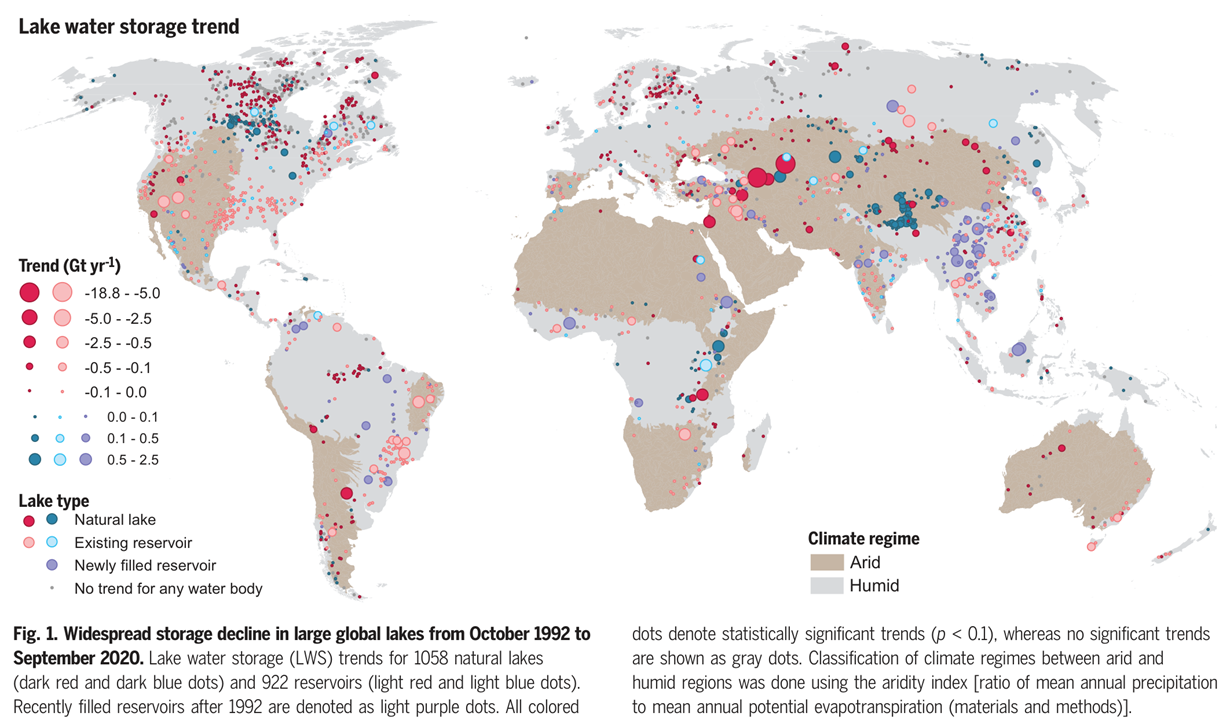 Lake water storage trend
Trend (Gt yr-1)
-18.8 - -5.0
-5.0 - -2.5
-2.5 - -0.5
-0.5 - -0.1
-0.1 - 0.0
0.0 - 0.1
0.1 - 0.5
0.5 - 2.5
Lake type
Natural lake
Existing reservoir
Newly filled reservoir
No trend for any water body
Climate regime
Arid
Humid
Fig. 1. Widespread storage decline in large global lakes from October 1992 to
September 2020. Lake water storage (LWS) trends for 1058 natural lakes
(dark red and dark blue dots) and 922 reservoirs (light red and light blue dots).
Recently filled reservoirs after 1992 are denoted as light purple dots. All colored
dots denote statistically significant trends (p < 0.1), whereas no significant trends
are shown as gray dots. Classification of climate regimes between arid and
humid regions was done using the aridity index [ratio of mean annual precipitation
to mean annual potential evapotranspiration (materials and methods)].